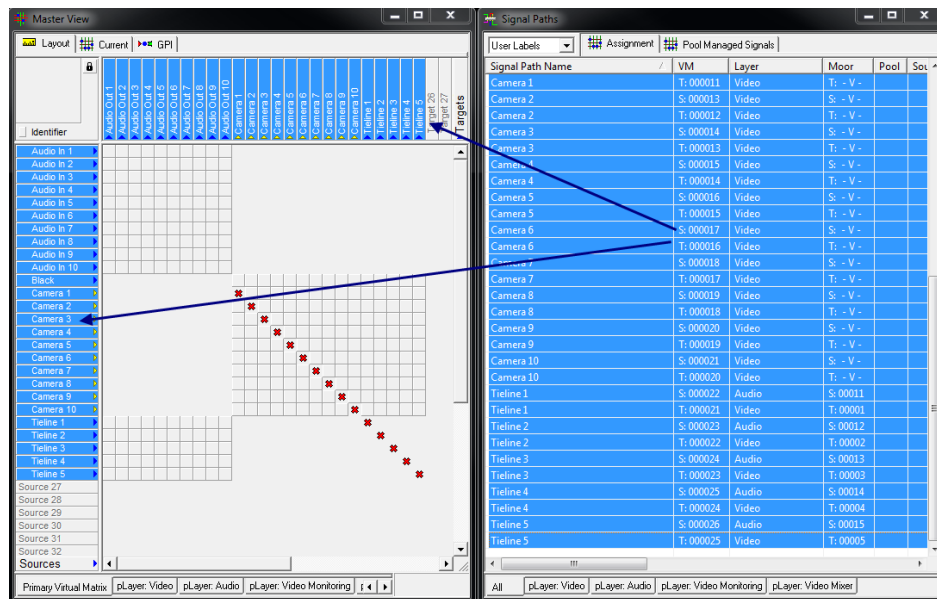 Master View
Layout Current GPI
Audio Out 1
Audio Out 2
Audio Out 3
Audio Out 4
Audio Out 5
Audio Out 6
Audio Out 7
Audio Out 8
Audio Out 9
Audio Out 10
Camera 1
Camera 2
Camera 3
Camera 4
Camera 5
Camera 6
Camera 7
Camera 8
Camera 9
Camera 10
Tieline 1
Tieline 2
Tieline 3
Tieline 4
Tieline 5
Target 26
Target 27
Targets
Identifier
Audio In 1
Audio In 2
Audio In 3
Audio In 4
Audio In 5
Audio In 6
Audio In 7
Audio In 8
Audio In 9
Audio In 10
Black
Camera 1
Camera 2
Camera 3
Camera 4
Camera 5
Camera 6
Camera 7
Camera 8
Camera 9
Camera 10
Tieline 1
Tieline 2
Tieline 3
Tieline 4
Tieline 5
Source 27
Source 28
Source 29
Source 30
Source 31
Source 32
Sources
Primary Virtual Matrix pLayer: Video pLayer: Audio pLayer: Video Monitoring
Signal Paths
User Labels Assignment Pool Managed Signals
Signal Path Name / VM Layer Moor Pool Sou
Camera 1 T: 000011 Video T: - V -
Camera 2 S: 000013 Video S: - V -
Camera 2 T: 000012 Video T: - V -
Camera 3 S: 000014 Video S: - V -
Camera 3 T: 000013 Video T: - V -
Camera 4 S: 000015 Video S: - V -
Camera 4 T: 000014 Video T: - V -
Camera 5 S: 000016 Video S: - V -
Camera 5 T: 000015 Video T: - V -
Camera 6 S: 000017 Video S: - V -
Camera 6 T: 000016 Video T: - V -
Camera 7 S: 000018 Video S: - V -
Camera 7 T: 000017 Video T: - V -
Camera 8 S: 000019 Video S: - V -
Camera 8 T: 000018 Video T: - V -
Camera 9 S: 000020 Video S: - V -
Camera 9 T: 000019 Video T: - V -
Camera 10 S: 000021 Video S: - V -
Camera 10 T: 000020 Video T: - V -
Tieline 1 S: 000022 Audio S: 00011
Tieline 1 T: 000021 Video T: 00001
Tieline 2 S: 000023 Audio S: 00012
Tieline 2 T: 000022 Video T: 00002
Tieline 3 S: 000024 Audio S: 00013
Tieline 3 T: 000023 Video T: 00003
Tieline 4 S: 000025 Audio S: 00014
Tieline 4 T: 000024 Video T: 00004
Tieline 5 S: 000026 Audio S: 00015
Tieline 5 T: 000025 Video T: 00005
All pLayer: Video pLayer: Audio pLayer: Video Monitoring pLayer: Video Mixer